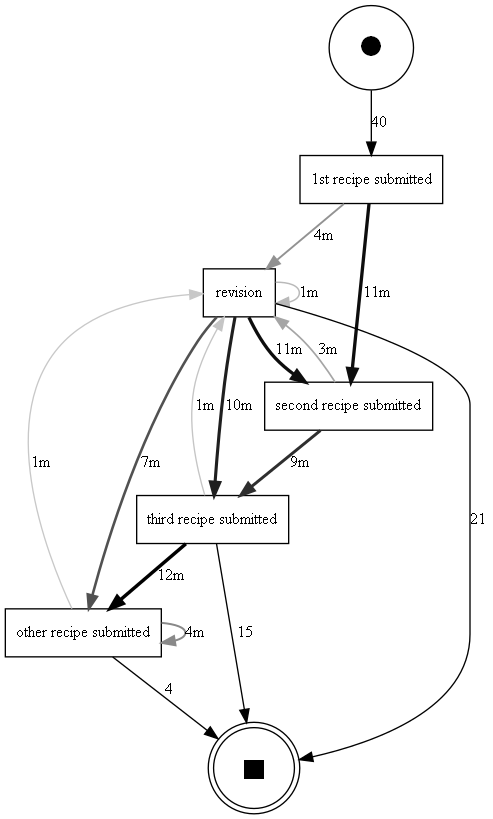 40
1st recipe submitted
4m
11m
revision
1m
11m
3m
second recipe submitted
1m
10m
1m
7m
9m
21
third recipe submitted
12m
other recipe submitted
4m
15
4